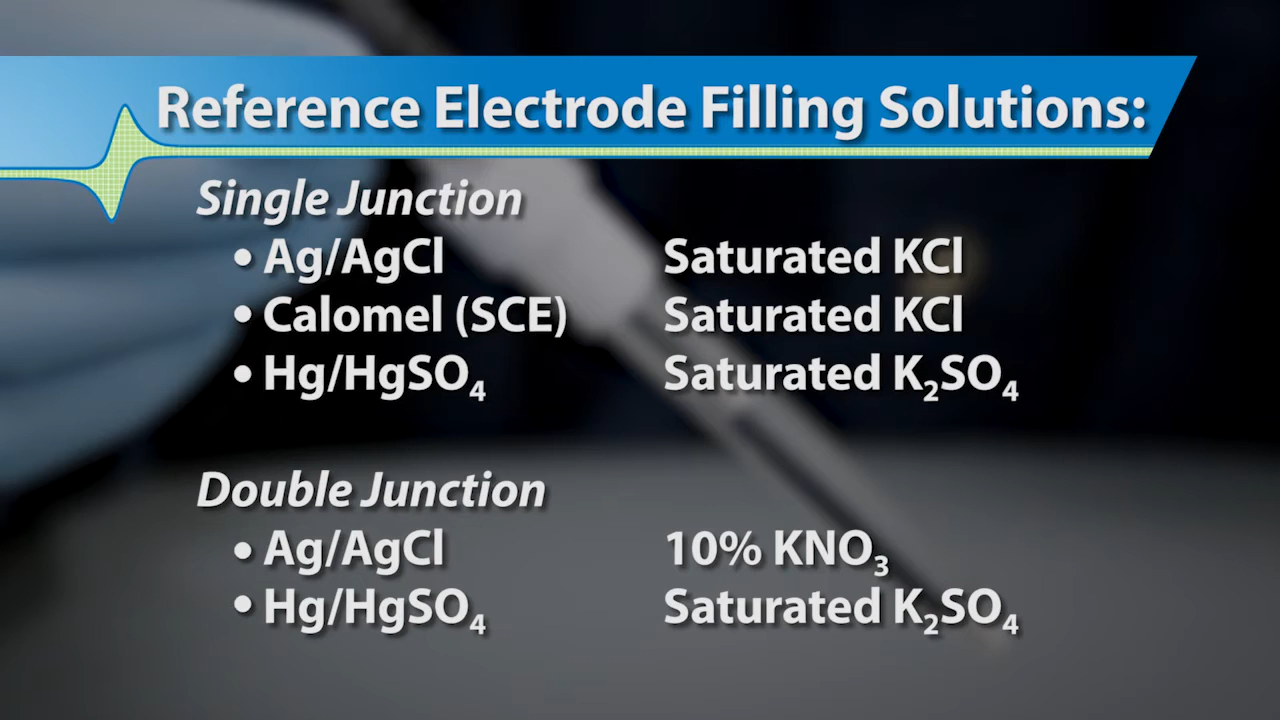 Reference Electrode Filling Solutions:
Single Junction
• Ag/AgCl Saturated KCl
• Calomel (SCE) Saturated KCl
• Hg/HgSO₄ Saturated K₂SO₄
Double Junction
• Ag/AgCl 10% KNO₃
• Hg/HgSO₄ Saturated K₂SO₄